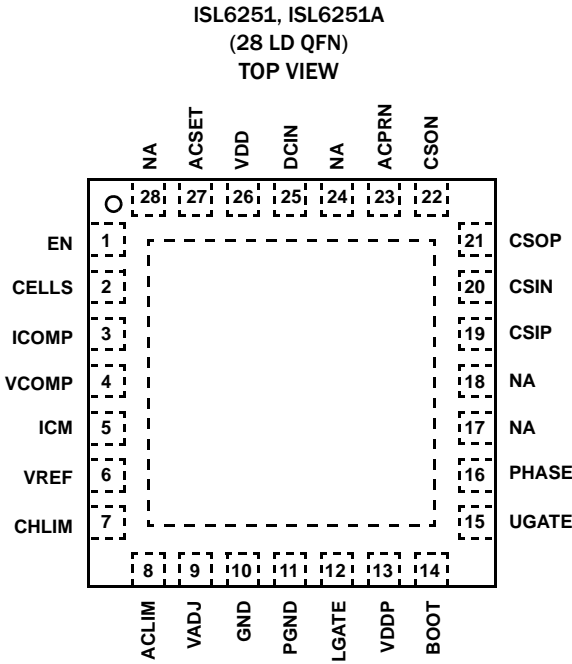 ISL6251, ISL6251A
(28 LD QFN)
TOP VIEW
NA
ACSET
VDD
DCIN
NA
ACPRN
CSON
28
27
26
25
24
23
22
EN
1
21
CSOP
CELLS
2
20
CSIN
ICOMP
3
19
CSIP
VCOMP
4
18
NA
ICM
5
17
NA
VREF
6
16
PHASE
CHLIM
7
15
UGATE
8
9
10
11
12
13
14
ACLIM
VADJ
GND
PGND
LGATE
VDDP
BOOT